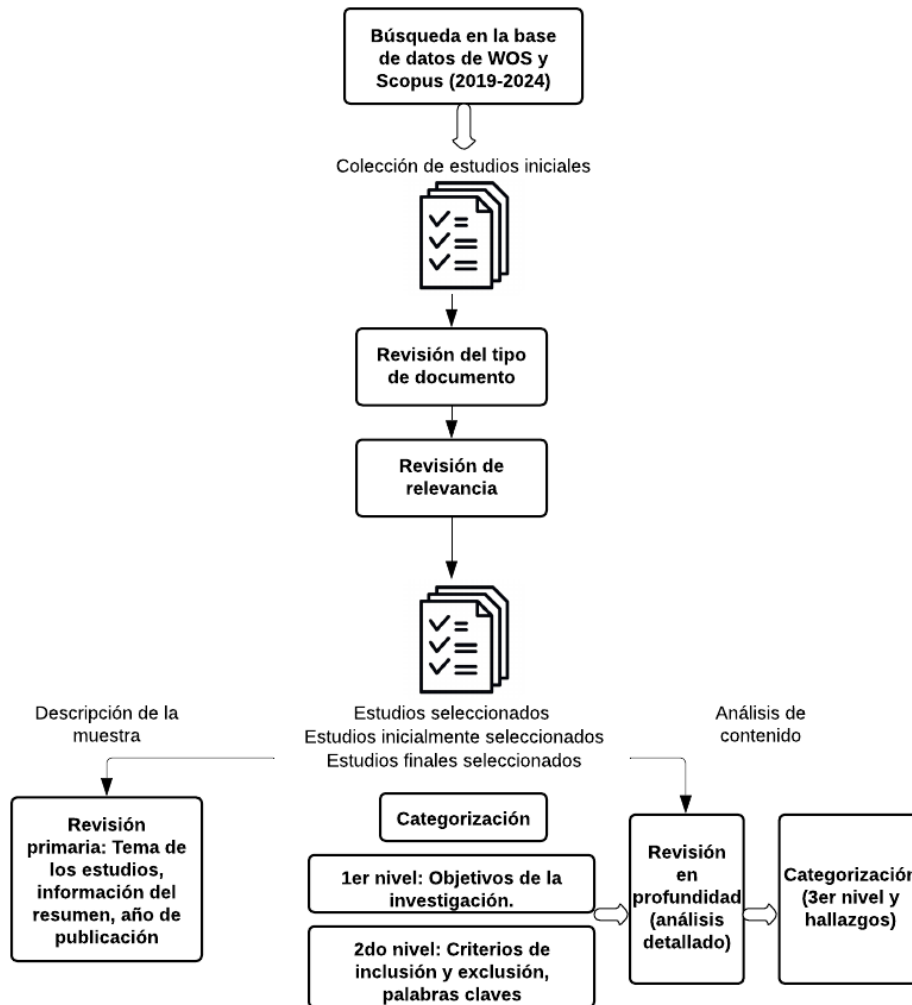 Búsqueda en la base
de datos de WOS y
Scopus (2019-2024)
Colección de estudios iniciales
Revisión del tipo
de documento
Revisión de
relevancia
Descripción de la
muestra
Estudios seleccionados
Estudios inicialmente seleccionados
Estudios finales seleccionados
Análisis de
contenido
Revisión
primaria: Tema de
los estudios,
información del
resumen, año de
publicación
Categorización
1er nivel: Objetivos de la
investigación.
2do nivel: Criterios de
inclusión y exclusión,
palabras claves
Revisión
en
profundidad
(análisis
detallado)
Categorización
(3er nivel y
hallazgos)